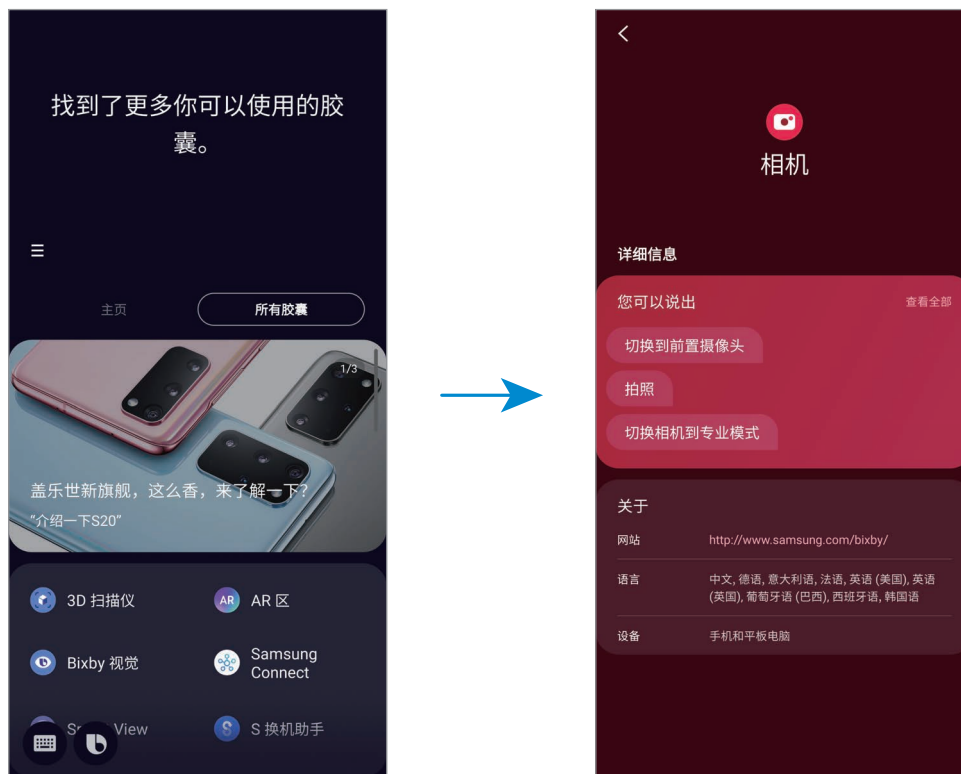 找到了更多你可以使用的胶
囊。
主页
所有胶囊
1/3
盖乐世新旗舰，这么香，来了解一下？
“介绍一下S20”
3D 扫描仪
AR
AR 区
Bixby 视觉
Samsung
Connect
View
S
S 换机助手
相机
详细信息
您可以说出
查看全部
切换到前置摄像头
拍照
切换相机到专业模式
关于
网站
http://www.samsung.com/bixby/
语言
中文, 德语, 意大利语, 法语, 英语 (美国), 英语
(英国), 葡萄牙语 (巴西), 西班牙语, 韩国语
设备
手机和平板电脑